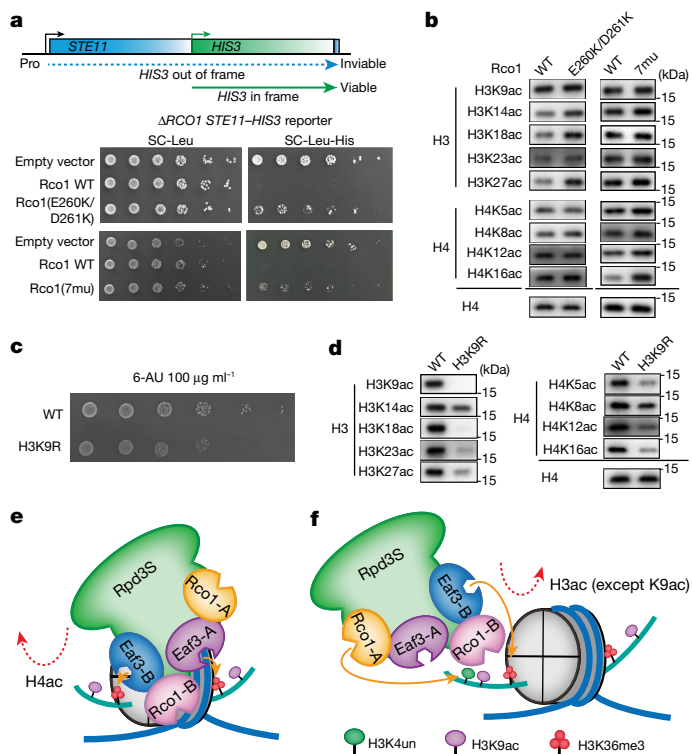 a
STE11
HIS3
Pro
Inviable
HIS3 out of frame
Viable
HIS3 in frame
ΔRCO1 STE11–HIS3 reporter
SC-Leu
SC-Leu-His
Empty vector
Rco1 WT
Rco1(E260K/
D261K)
Empty vector
Rco1 WT
Rco1(7mu)
b
Rco1
WT
E260K/D261K
WT
7mu
(kDa)
H3
H3K9ac
15
H3K14ac
15
H3K18ac
15
H3K23ac
15
H3K27ac
15
H4
H4K5ac
15
H4K8ac
15
H4K12ac
15
H4K16ac
15
H4
15
c
6-AU 100 μg ml⁻¹
WT
H3K9R
d
WT
H3K9R
(kDa)
H3
H3K9ac
15
H3K14ac
15
H3K18ac
15
H3K23ac
15
H3K27ac
15
WT
H3K9R
H4
H4K5ac
15
H4K8ac
15
H4K12ac
15
H4K16ac
15
H4
15
e
Rpd3S
Rco1-A
Eaf3-A
Eaf3-B
Rco1-B
H4ac
f
Rpd3S
Eaf3-B
Rco1-A
Eaf3-A
Rco1-B
H3ac (except K9ac)
H3K4un
H3K9ac
H3K36me3